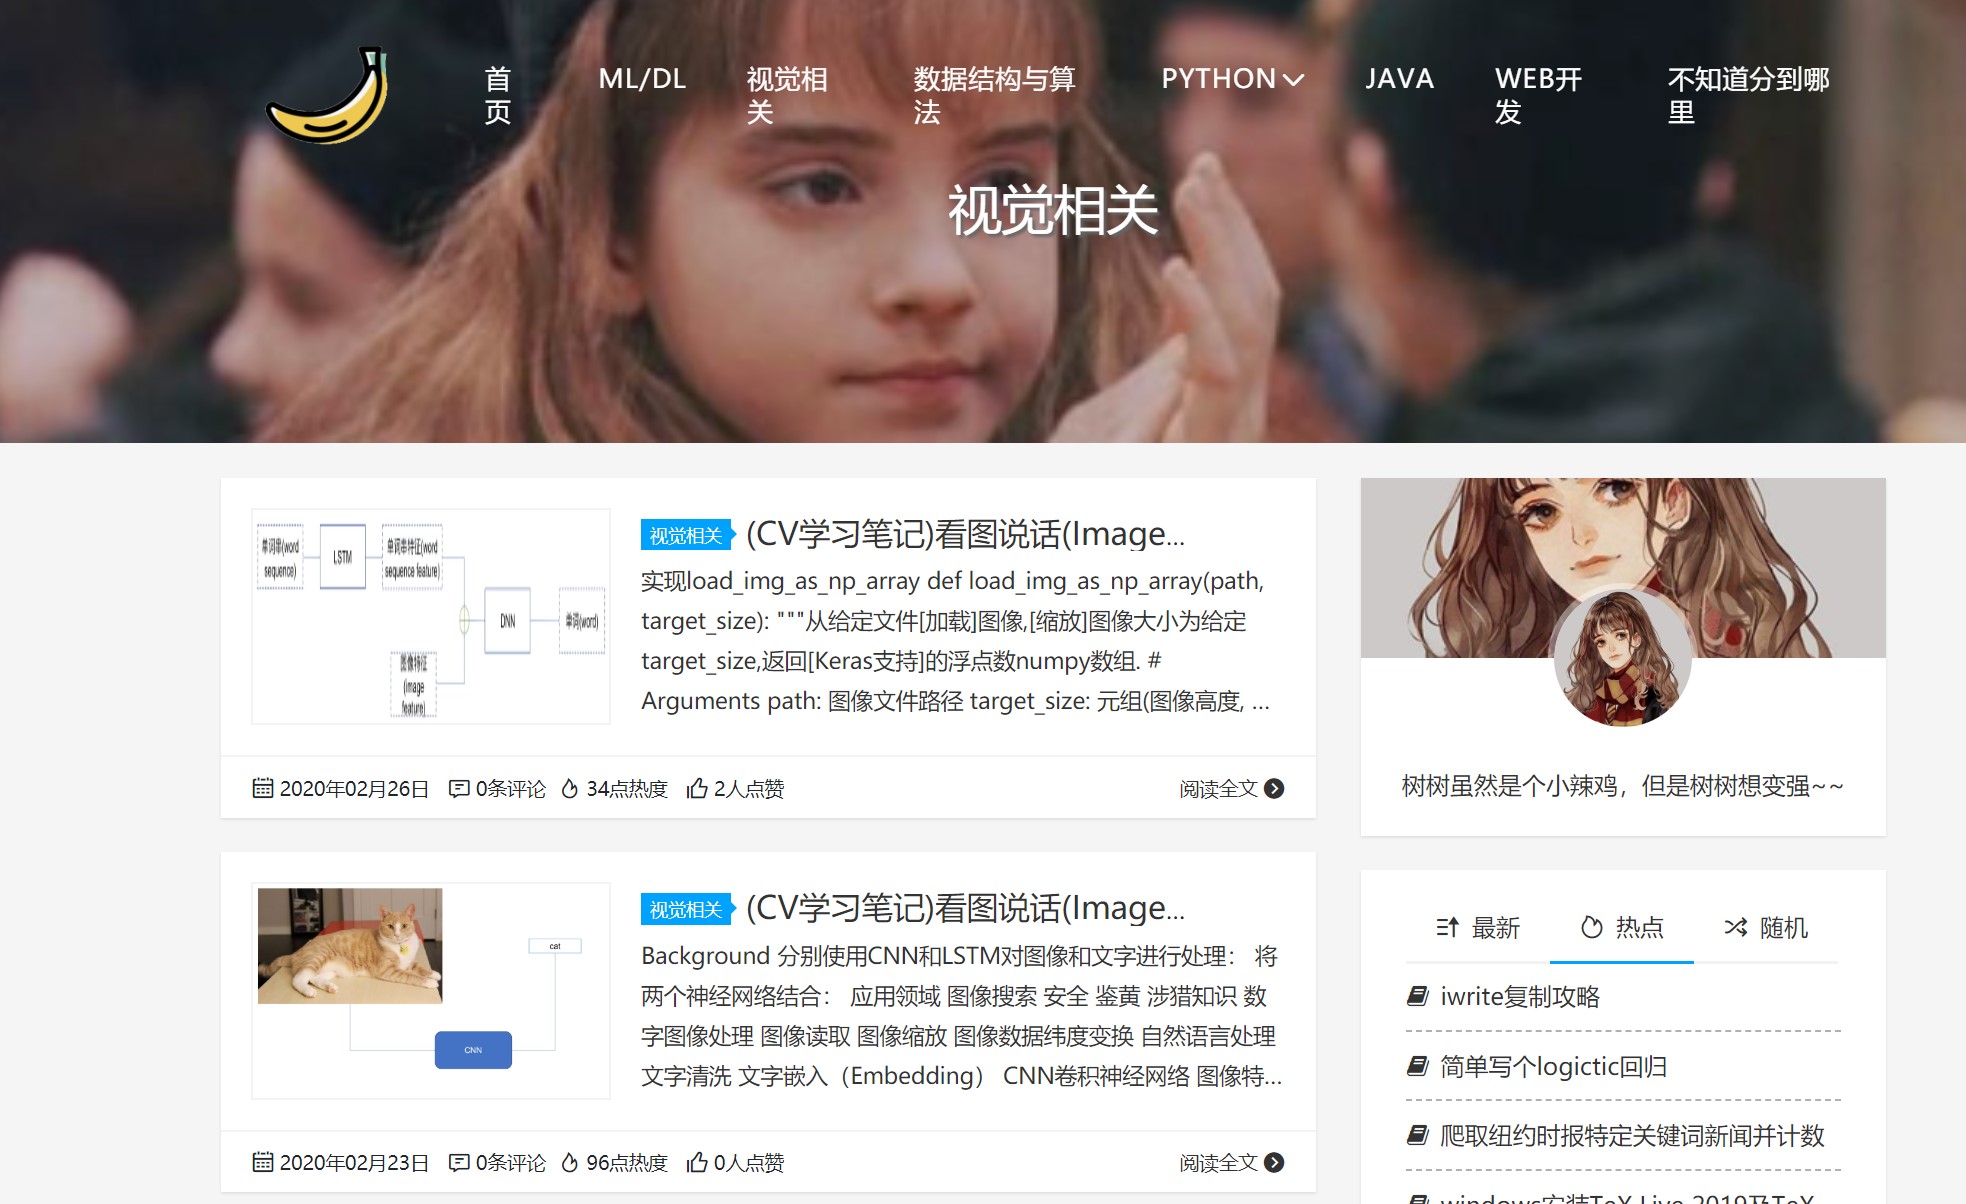 首
页
ML/DL
视觉相
关
数据结构与算
法
PYTHON
JAVA
WEB开
发
不知道分到哪
里
视觉相关
单词串(word
sequence)
LSTM
单词串特征(word
sequence feature)
DNN
单词(word)
图像特征
(image
feature)
视觉相关 (CV学习笔记)看图说话(Image...
实现load_img_as_np_array def load_img_as_np_array(path,
target_size): """从给定文件[加载]图像,[缩放]图像大小为给定
target_size,返回[Keras支持]的浮点数numpy数组. #
Arguments path: 图像文件路径 target_size: 元组(图像高度, ...
2020年02月26日 0条评论 34点热度 2人点赞 阅读全文
cat
CNN
视觉相关 (CV学习笔记)看图说话(Image...
Background 分别使用CNN和LSTM对图像和文字进行处理： 将
两个神经网络结合： 应用领域 图像搜索 安全 鉴黄 涉猎知识 数
字图像处理 图像读取 图像缩放 图像数据纬度变换 自然语言处理
文字清洗 文字嵌入（Embedding） CNN卷积神经网络 图像特...
2020年02月23日 0条评论 96点热度 0人点赞 阅读全文
树树虽然是个小辣鸡，但是树树想变强~~
最新 热点 随机
iwrite复制攻略
简单写个logictic回归
爬取纽约时报特定关键词新闻并计数
windows安装TeX Live 2019及TeX